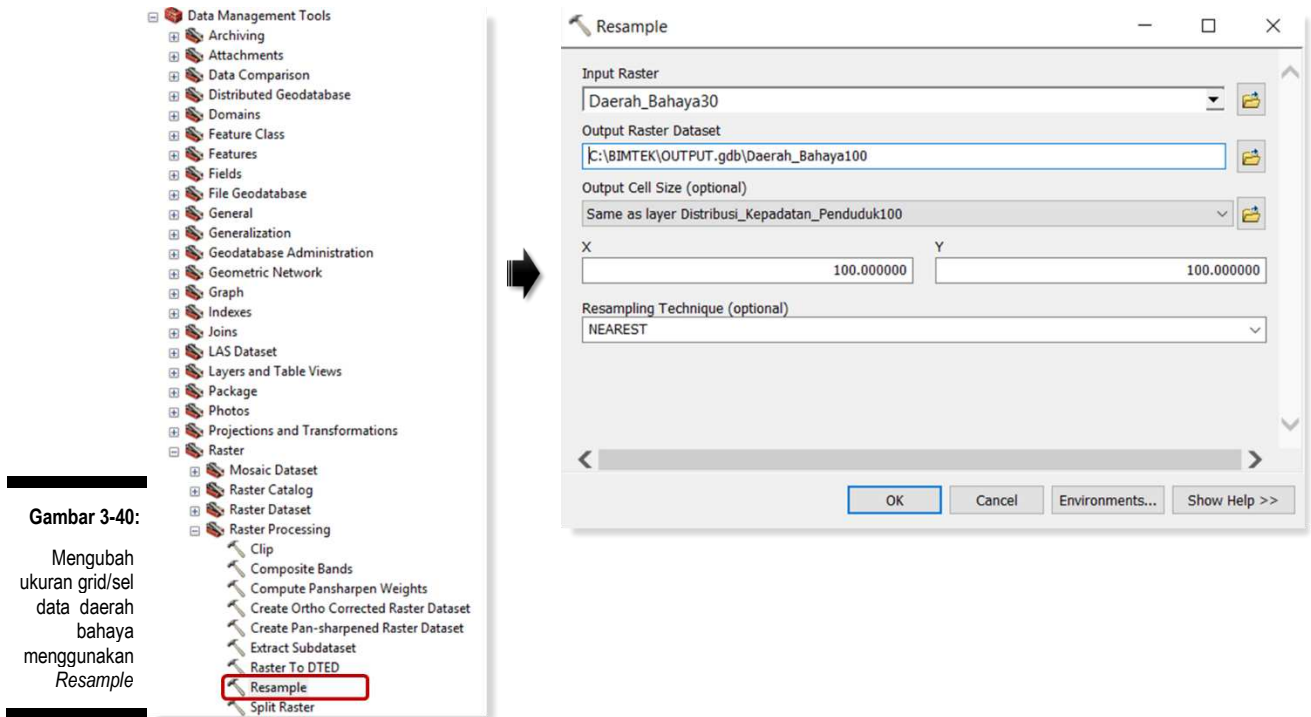 Data Management Tools
Archiving
Attachments
Data Comparison
Distributed Geodatabase
Domains
Feature Class
Features
Fields
File Geodatabase
General
Generalization
Geodatabase Administration
Geometric Network
Graph
Indexes
Joins
LAS Dataset
Layers and Table Views
Package
Photos
Projections and Transformations
Raster
Mosaic Dataset
Raster Catalog
Raster Dataset
Raster Processing
Clip
Composite Bands
Compute Pansharpen Weights
Create Ortho Corrected Raster Dataset
Create Pan-sharpened Raster Dataset
Extract Subdataset
Raster To DTED
Resample
Split Raster
Resample
Input Raster
Daerah_Bahaya30
Output Raster Dataset
C:\BIMTEK\OUTPUT.gdb\Daerah_Bahaya100
Output Cell Size (optional)
Same as layer Distribusi_Kepadatan_Penduduk100
X Y
100.000000 100.000000
Resampling Technique (optional)
NEAREST
OK Cancel Environments... Show Help >>
Gambar 3-40:
Mengubah
ukuran grid/sel
data daerah
bahaya
menggunakan
Resample